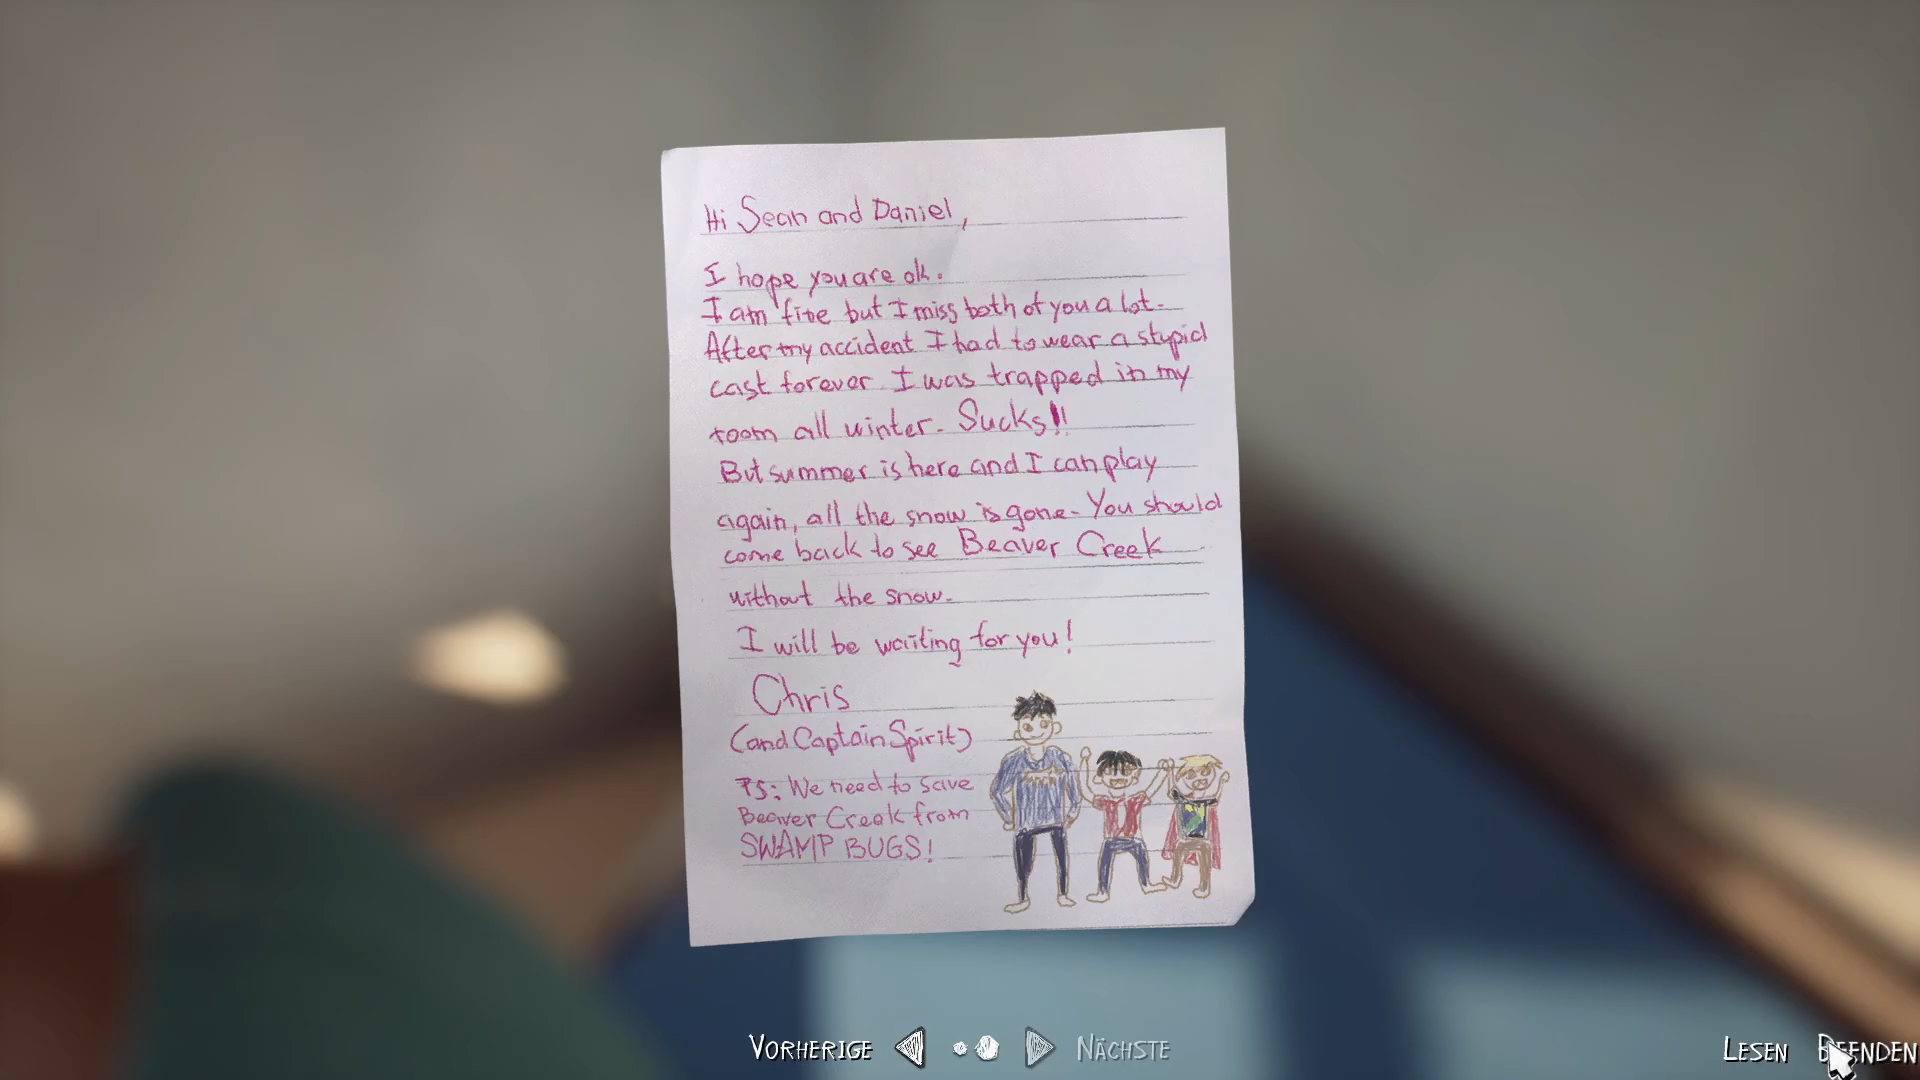 Hi Sean and Daniel,
I hope you are ok.
I am fine but I miss both of you a lot.
After my accident I had to wear a stupid
cast forever. I was trapped in my
room all winter. Sucks!!
But summer is here and I can play
again, all the snow is gone. You should
come back to see Beaver Creek
without the snow.
I will be waiting for you!
Chris
(and Captain Spirit)
PS: We need to save
Beaver Creek from
SWAMP BUGS!
VORHERIGE
NÄCHSTE
LESEN
BEENDEN